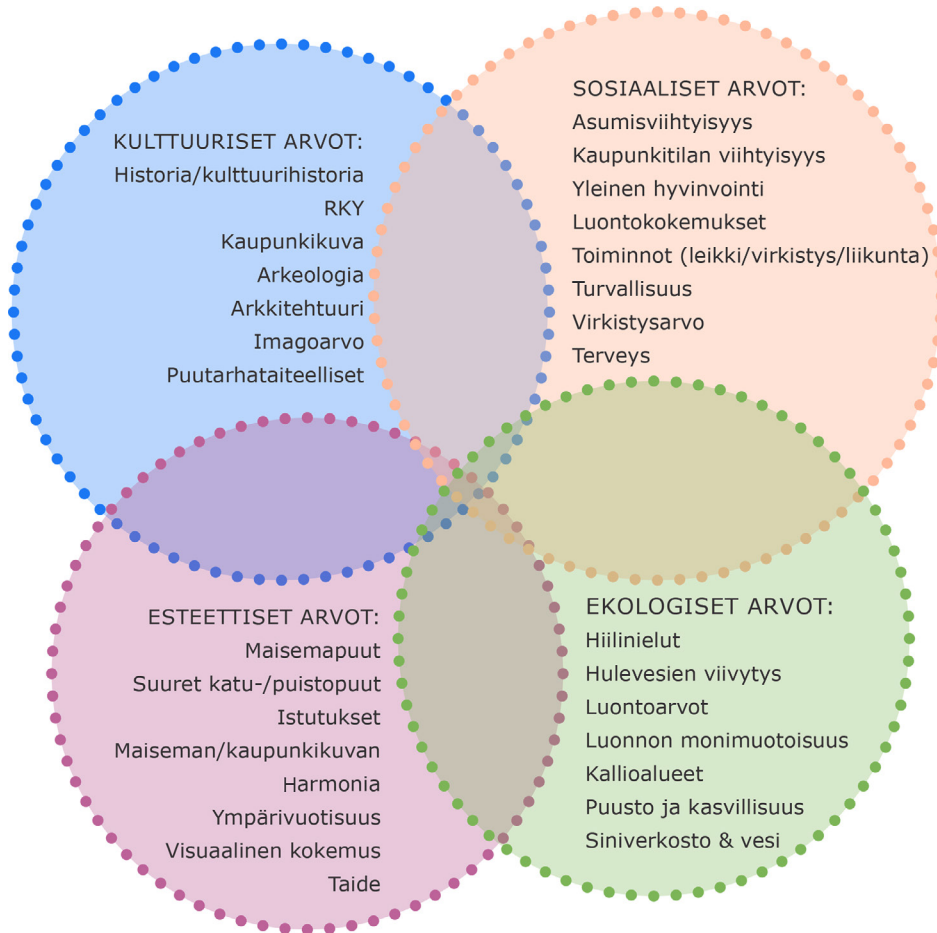 KULTTUURISET ARVOT:
Historia/kulttuurihistoria
RKY
Kaupunkikuva
Arkeologia
Arkkitehtuuri
Imagoarvo
Puutarhataiteelliset
SOSIAALISET ARVOT:
Asumisviihtyisyys
Kaupunkitilan viihtyisyys
Yleinen hyvinvointi
Luontokokemukset
Toiminnot (leikki/virkistys/liikunta)
Turvallisuus
Virkistysarvo
Terveys
ESTEETTISET ARVOT:
Maisemapuut
Suuret katu-/puistopuut
Istutukset
Maiseman/kaupunkikuvan
Harmonia
Ympärivuotisuus
Visuaalinen kokemus
Taide
EKOLOGISET ARVOT:
Hiilinielut
Hulevesien viivytys
Luontoarvot
Luonnon monimuotoisuus
Kallioalueet
Puusto ja kasvillisuus
Siniverkosto & vesi